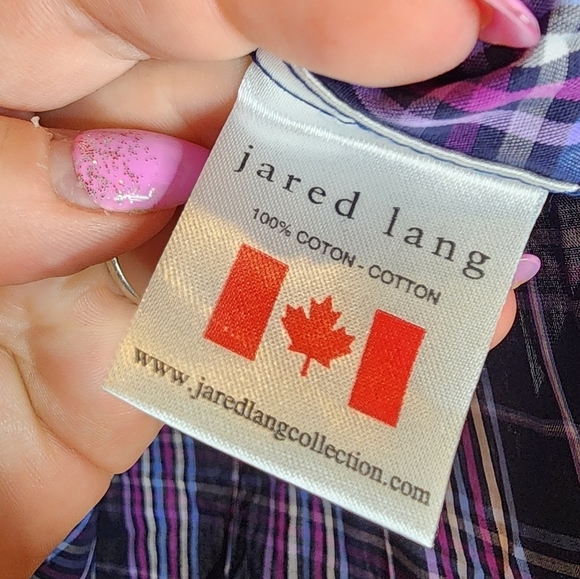 jared lang
100% COTON - COTTON
www.jaredlangcollection.com